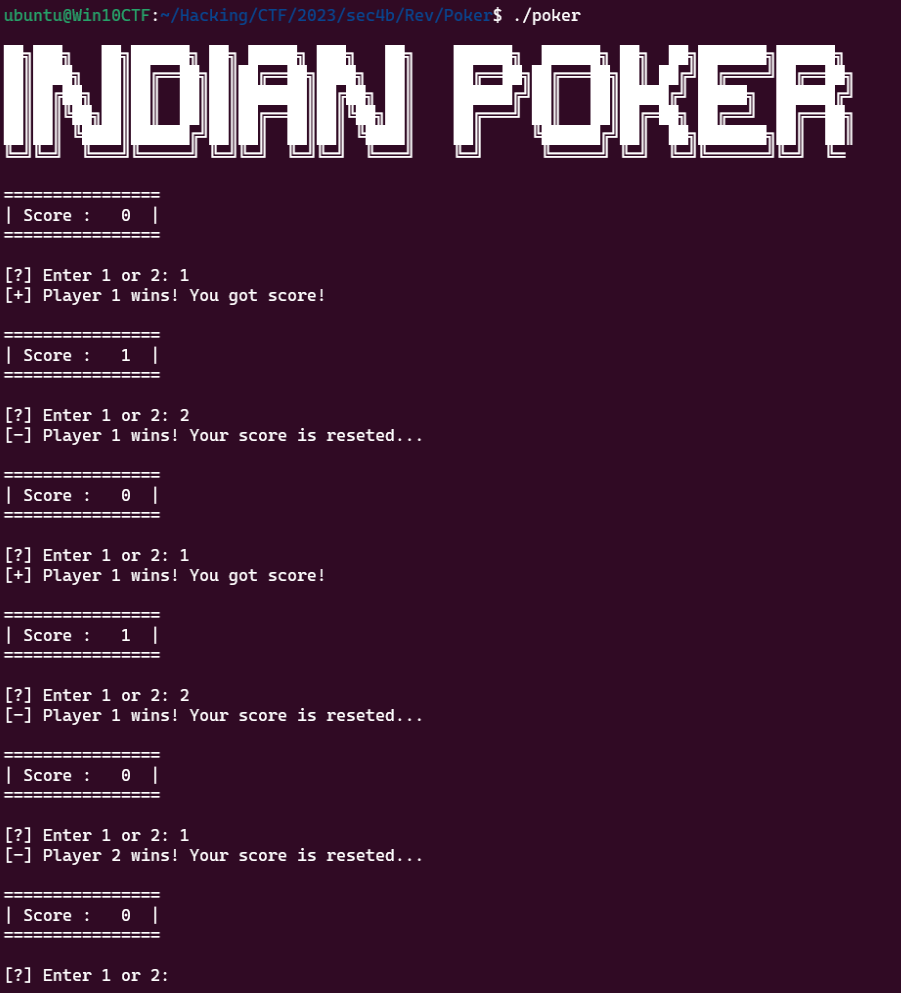 ubuntu@Win10CTF:~/Hacking/CTF/2023/sec4b/Rev/Poker$ ./poker
INDIAN POKER
================
| Score :   0  |
================
[?] Enter 1 or 2: 1
[+] Player 1 wins! You got score!
================
| Score :   1  |
================
[?] Enter 1 or 2: 2
[-] Player 1 wins! Your score is reseted...
================
| Score :   0  |
================
[?] Enter 1 or 2: 1
[+] Player 1 wins! You got score!
================
| Score :   1  |
================
[?] Enter 1 or 2: 2
[-] Player 1 wins! Your score is reseted...
================
| Score :   0  |
================
[?] Enter 1 or 2: 1
[-] Player 2 wins! Your score is reseted...
================
| Score :   0  |
================
[?] Enter 1 or 2: